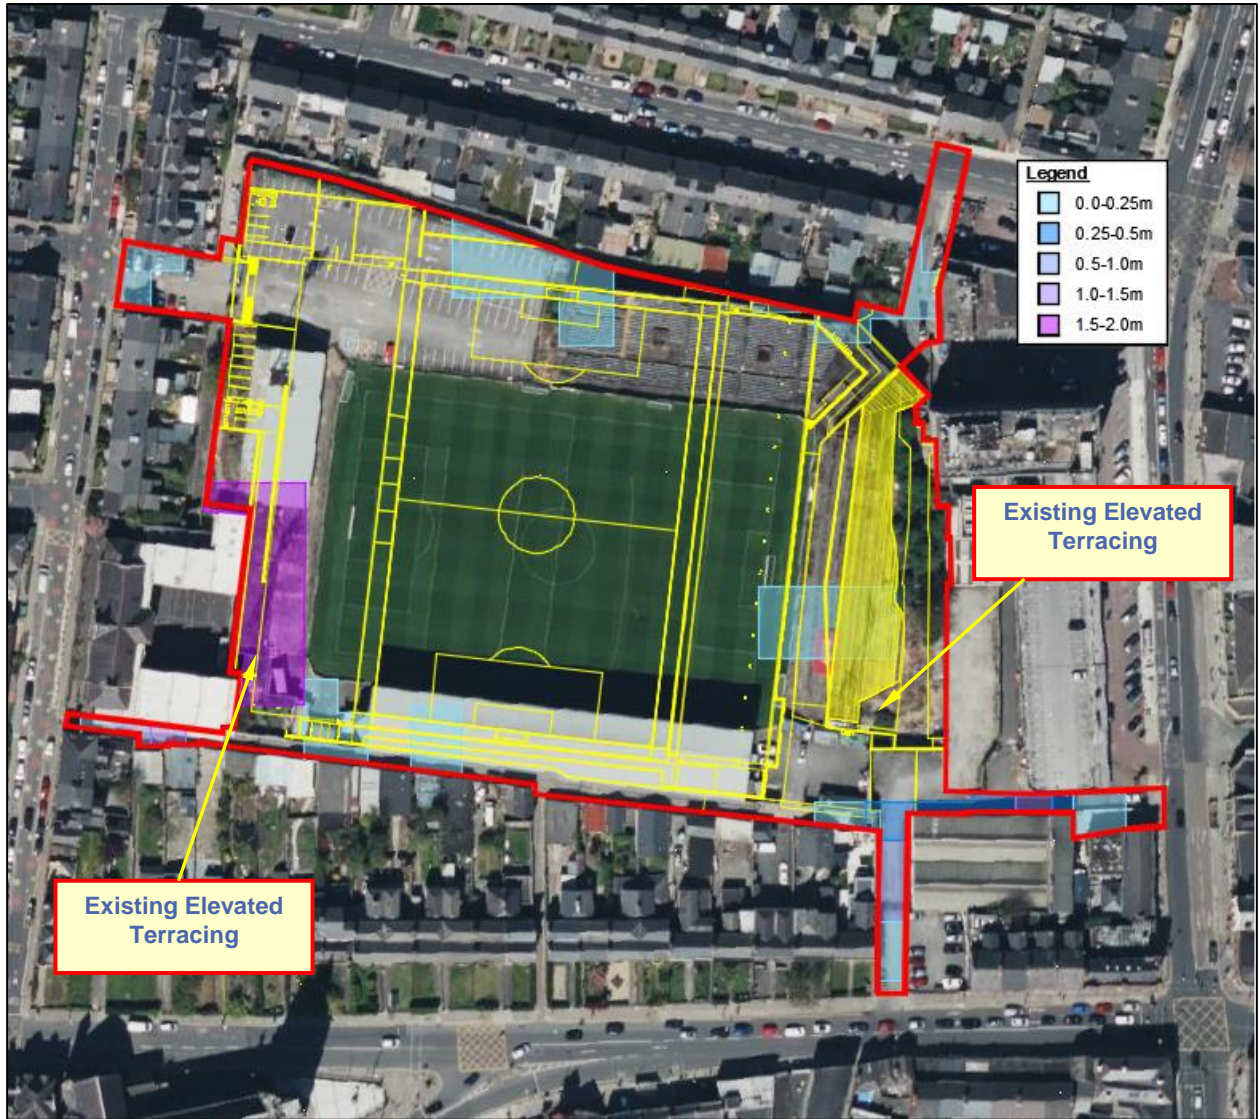 Legend
0.0-0.25m
0.25-0.5m
0.5-1.0m
1.0-1.5m
1.5-2.0m
Existing Elevated
Terracing
Existing Elevated
Terracing